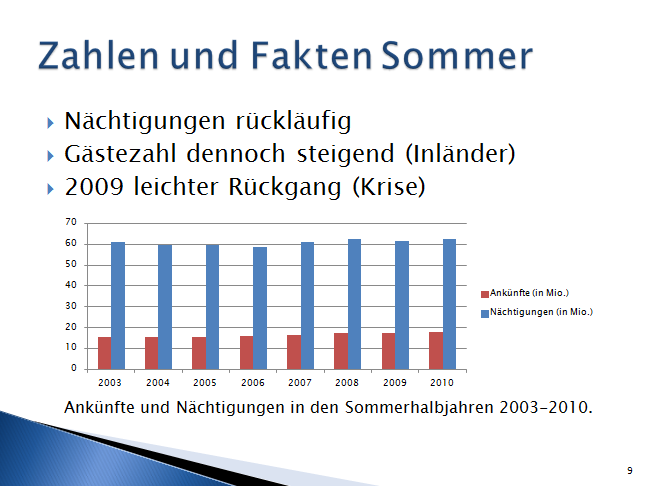 Zahlen und Fakten Sommer
Nächtigungen rückläufig
Gästezahl dennoch steigend (Inländer)
2009 leichter Rückgang (Krise)
70
60
50
40
30
20
10
0
2003 2004 2005 2006 2007 2008 2009 2010
Ankünfte (in Mio.)
Nächtigungen (in Mio.)
Ankünfte und Nächtigungen in den Sommerhalbjahren 2003-2010.
9